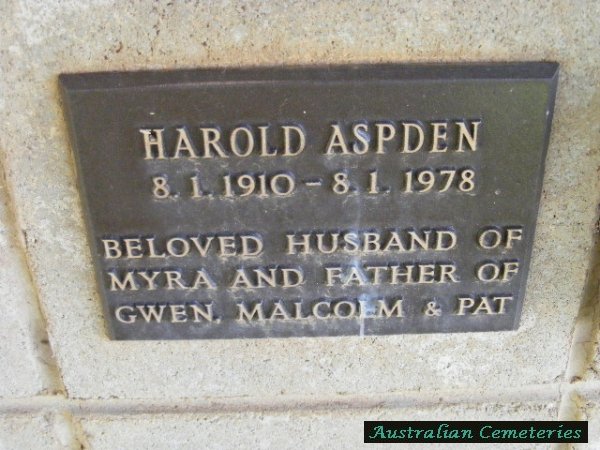 HAROLD ASPDEN
8. 1. 1910 - 8. 1. 1978
BELOVED HUSBAND OF
MYRA AND FATHER OF
GWEN, MALCOLM & PAT
Australian Cemeteries